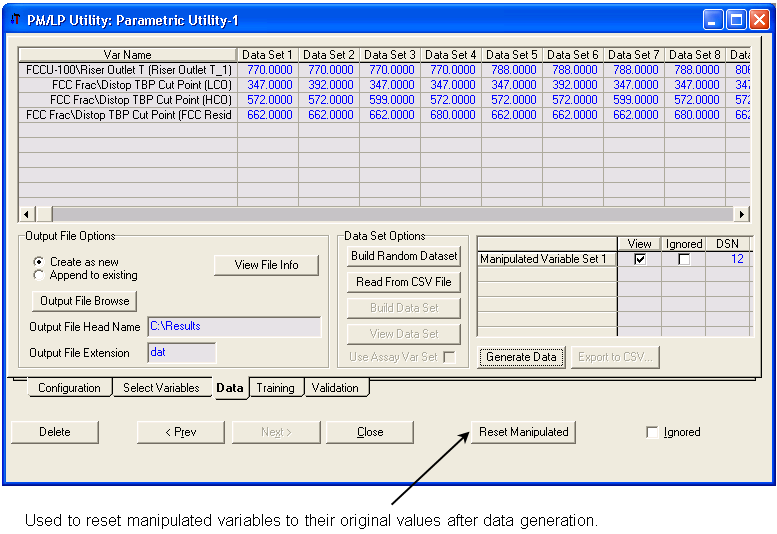 PM/LP Utility: Parametric Utility-1
Var Name Data Set 1 Data Set 2 Data Set 3 Data Set 4 Data Set 5 Data Set 6 Data Set 7 Data Set 8 Data
FCCU-100\Riser Outlet T (Riser Outlet T_1) 770.0000 770.0000 770.0000 770.0000 788.0000 788.0000 788.0000 788.0000 806
FCC Frac\Distop TBP Cut Point (LCO) 347.0000 392.0000 347.0000 347.0000 347.0000 392.0000 347.0000 347.0000 347
FCC Frac\Distop TBP Cut Point (HCO) 572.0000 572.0000 599.0000 572.0000 572.0000 572.0000 599.0000 572.0000 572
FCC Frac\Distop TBP Cut Point (FCC Resid 662.0000 662.0000 662.0000 680.0000 662.0000 662.0000 662.0000 680.0000 662
Output File Options
Create as new
Append to existing
View File Info
Output File Browse
Output File Head Name C:\Results
Output File Extension dat
Data Set Options
Build Random Dataset
Read From CSV File
Build Data Set
View Data Set
Use Assay Var Set
View Ignored DSN
Manipulated Variable Set 1 12
Generate Data Export to CSV...
Configuration Select Variables Data Training Validation
Delete < Prev Next > Close Reset Manipulated Ignored
Used to reset manipulated variables to their original values after data generation.